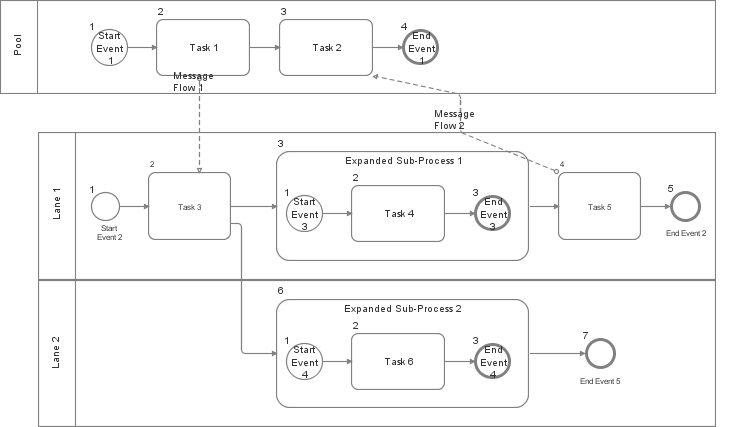 Pool
1
Start
Event
1
2
Task 1
3
Task 2
4
End
Event
1
Message
Flow 1
Message
Flow 2
Lane 1
1
Start
Event 2
2
Task 3
3
Expanded Sub-Process 1
1
Start
Event
3
2
Task 4
3
End
Event
3
4
Task 5
5
End Event 2
Lane 2
6
Expanded Sub-Process 2
1
Start
Event
4
2
Task 6
3
End
Event
4
7
End Event 5